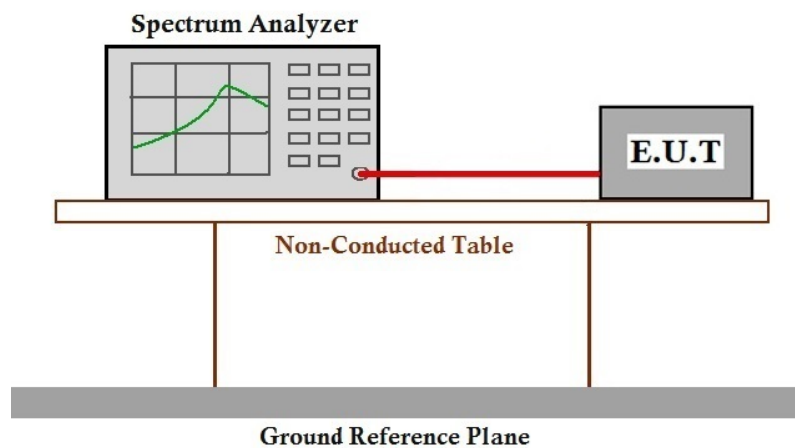 Spectrum Analyzer
E.U.T
Non-Conducted Table
Ground Reference Plane